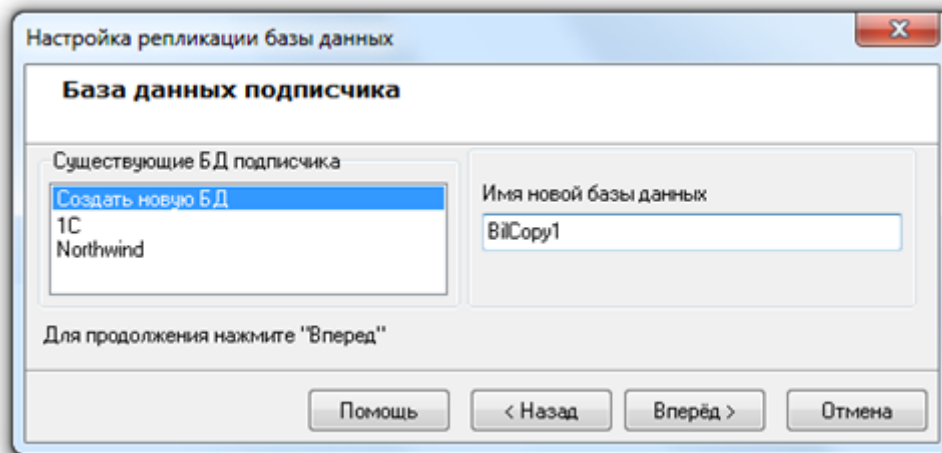 Настройка репликации базы данных
База данных подписчика
Существующие БД подписчика
Создать новую БД
1C
Northwind
Имя новой базы данных
BilCopy1
Для продолжения нажмите "Вперед"
Помощь
< Назад
Вперёд >
Отмена